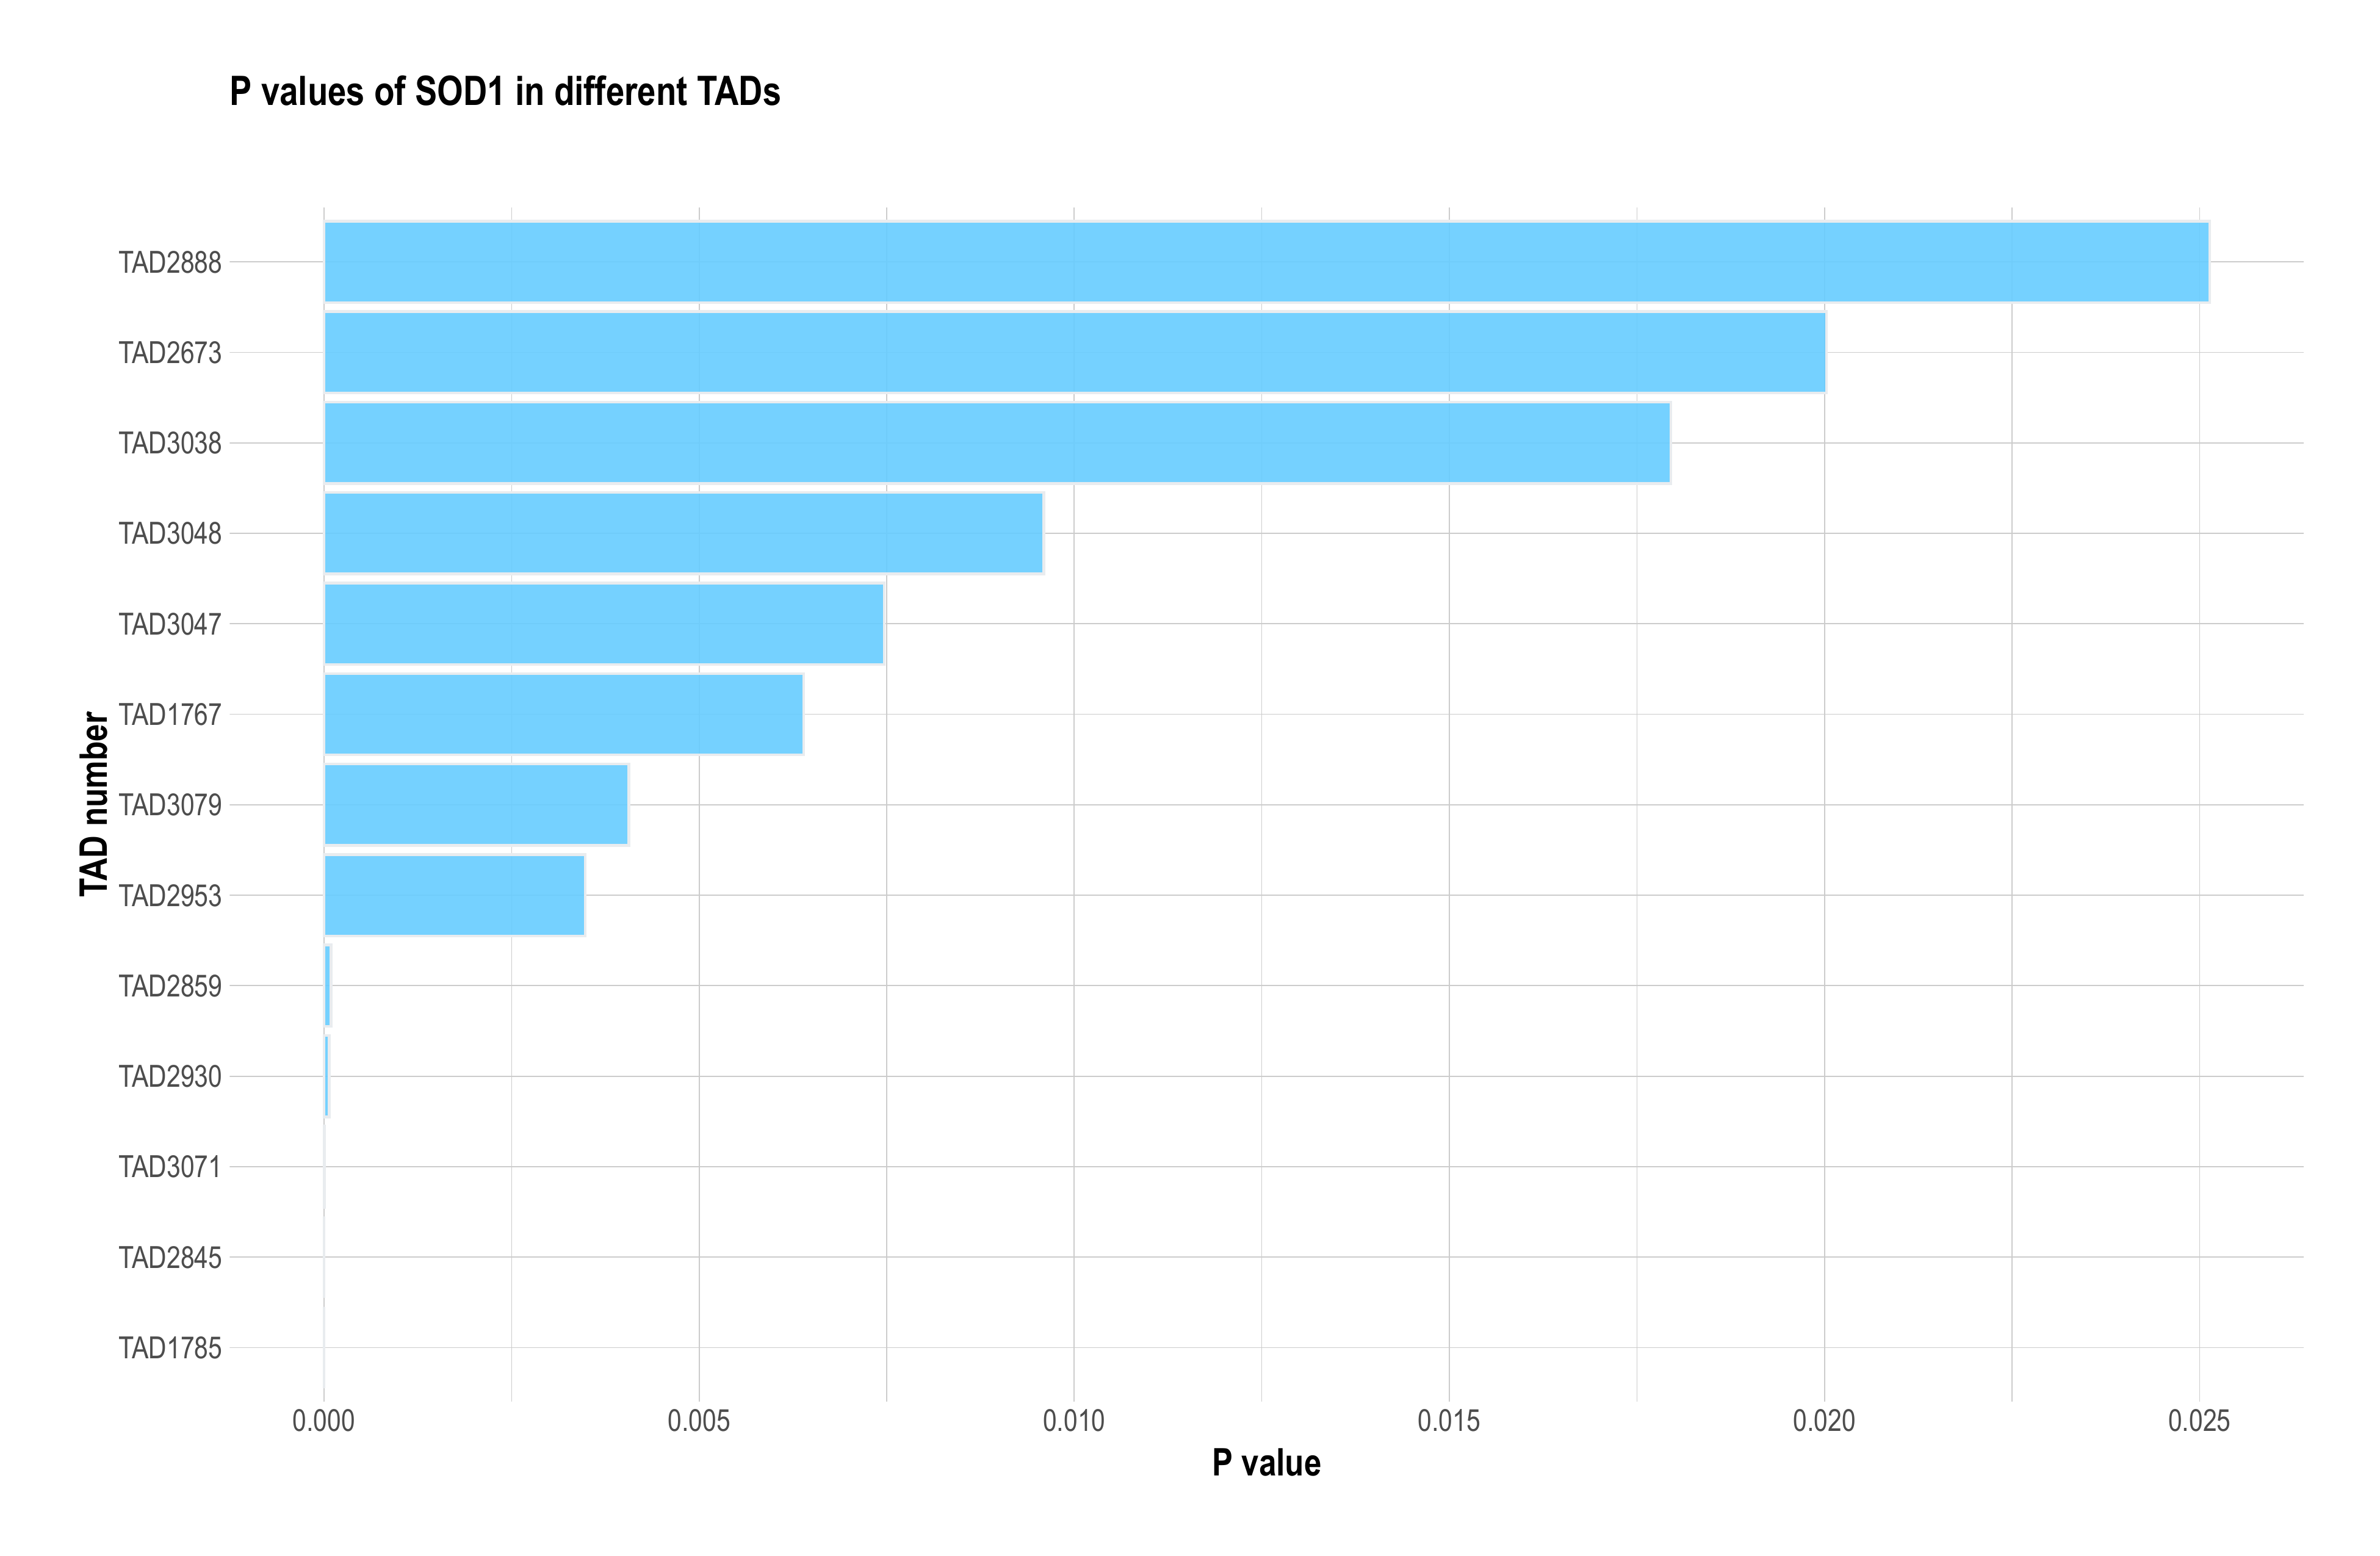 P values of SOD1 in different TADs
TAD number
TAD2888
TAD2673
TAD3038
TAD3048
TAD3047
TAD1767
TAD3079
TAD2953
TAD2859
TAD2930
TAD3071
TAD2845
TAD1785
0.000 0.005 0.010 0.015 0.020 0.025
P value